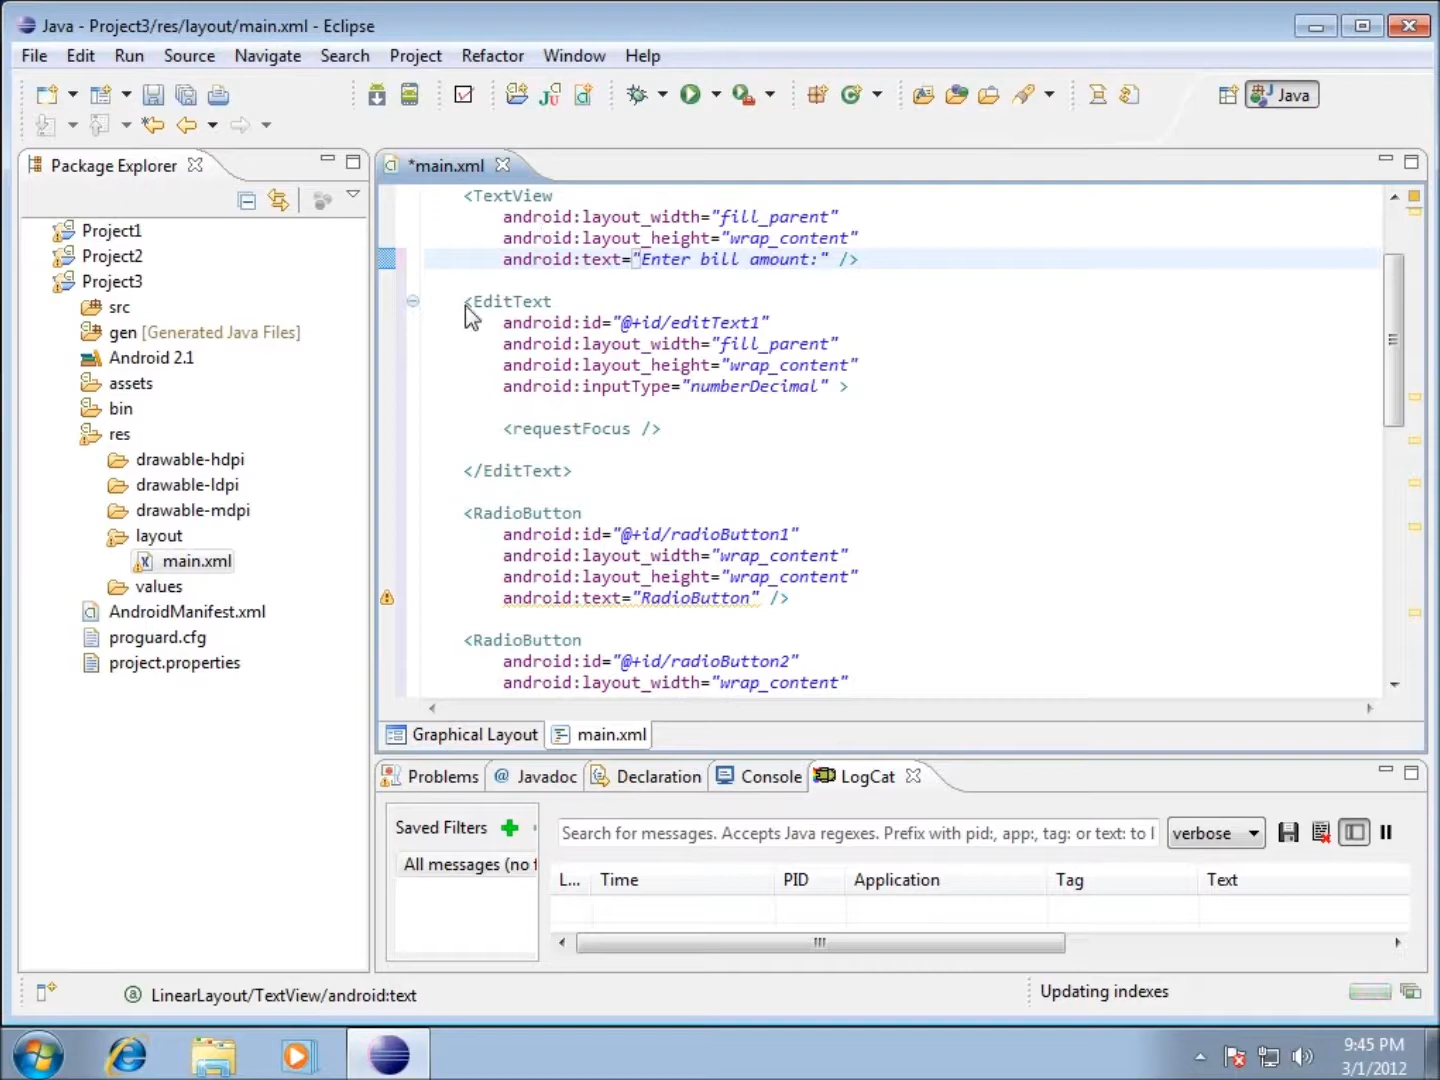 Java - Project3/res/layout/main.xml - Eclipse
File Edit Run Source Navigate Search Project Refactor Window Help
Java
Package Explorer
Project1
Project2
Project3
src
gen [Generated Java Files]
Android 2.1
assets
bin
res
drawable-hdpi
drawable-ldpi
drawable-mdpi
layout
main.xml
values
AndroidManifest.xml
proguard.cfg
project.properties
*main.xml
<TextView
android:layout_width="fill_parent"
android:layout_height="wrap_content"
android:text="Enter bill amount:" />
<EditText
android:id="@+id/editText1"
android:layout_width="fill_parent"
android:layout_height="wrap_content"
android:inputType="numberDecimal" >
<requestFocus />
</EditText>
<RadioButton
android:id="@+id/radioButton1"
android:layout_width="wrap_content"
android:layout_height="wrap_content"
android:text="RadioButton" />
<RadioButton
android:id="@+id/radioButton2"
android:layout_width="wrap_content"
Graphical Layout main.xml
Problems @ Javadoc Declaration Console LogCat
Saved Filters
All messages (no f
Search for messages. Accepts Java regexes. Prefix with pid:, app:, tag: or text: to l
verbose
L... Time PID Application Tag Text
LinearLayout/TextView/android:text
Updating indexes
9:45 PM
3/1/2012